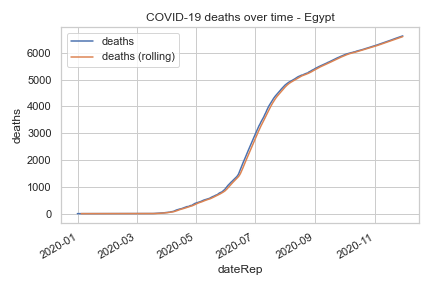 COVID-19 deaths over time - Egypt
deaths
deaths (rolling)
6000
5000
4000
3000
2000
1000
0
deaths
2020-01
2020-03
2020-05
2020-07
2020-09
2020-11
dateRep